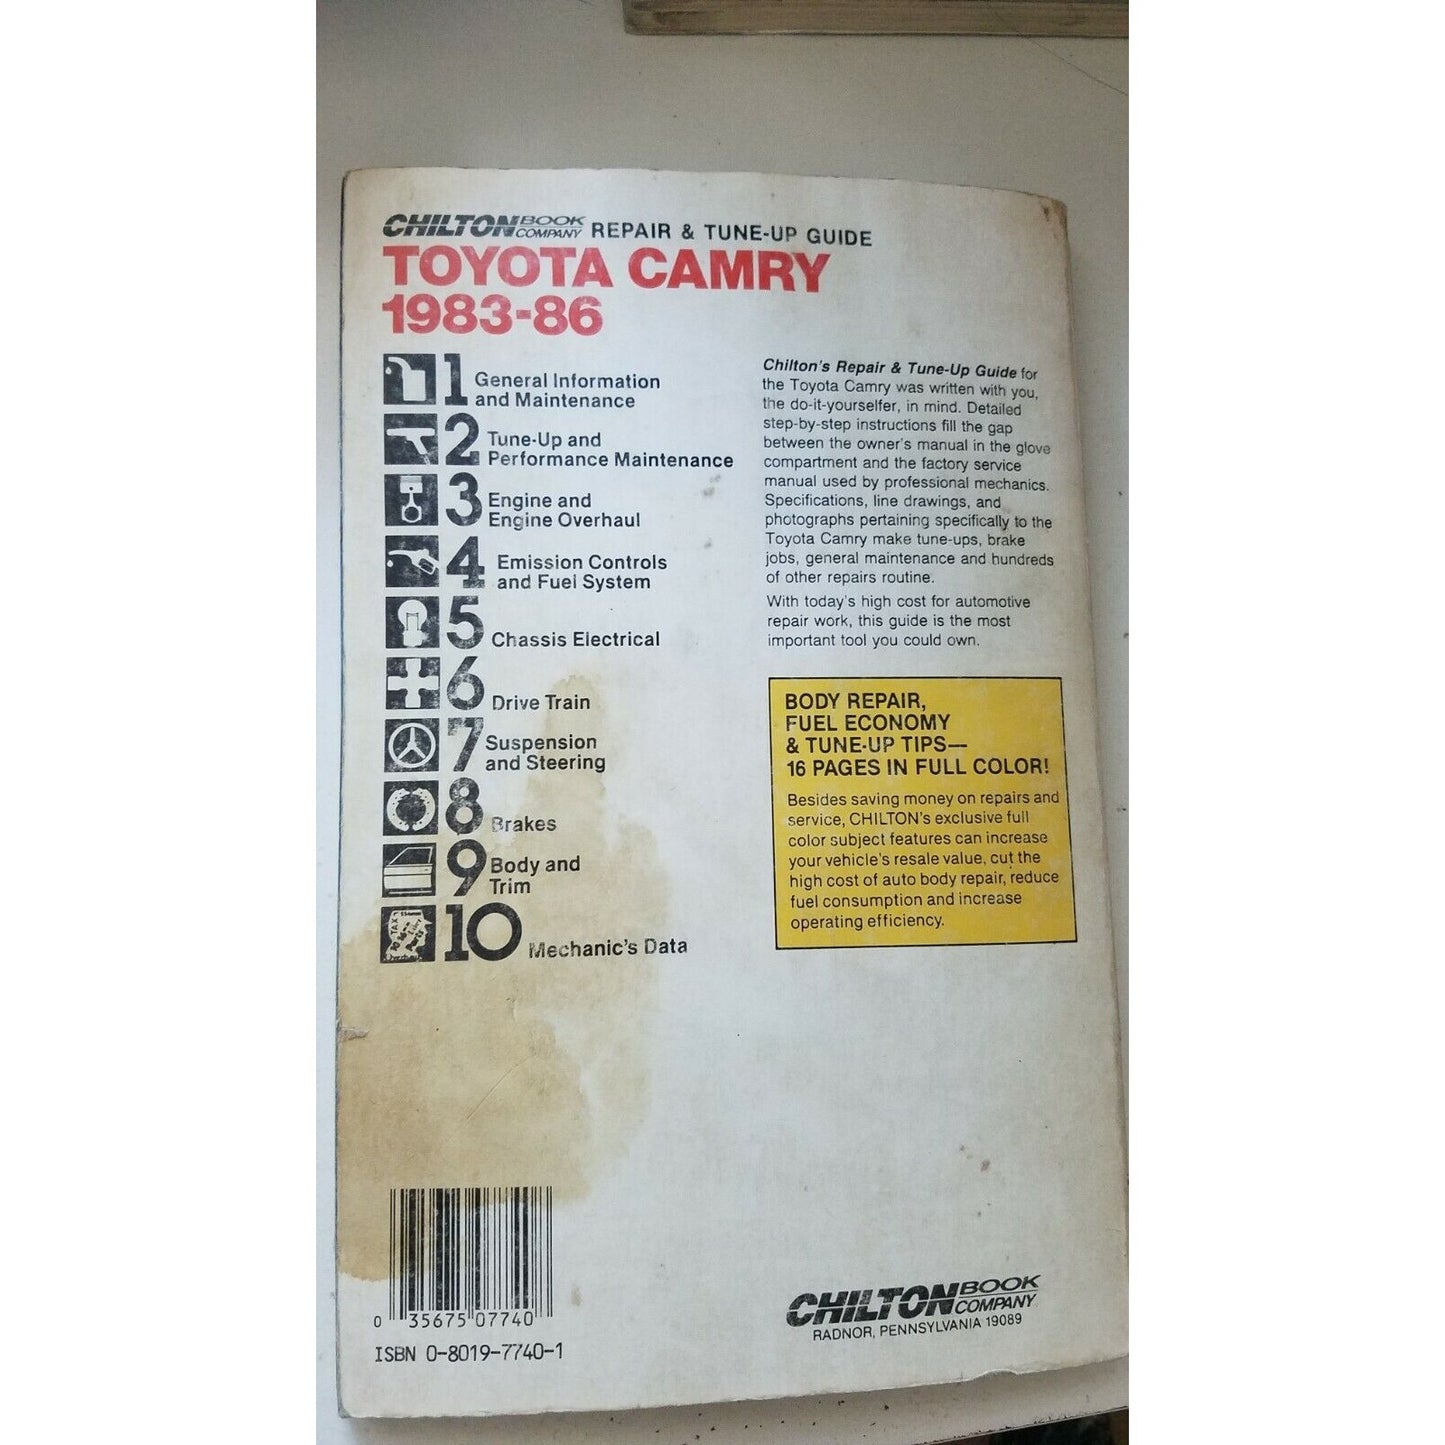 CHILTON BOOK COMPANY REPAIR & TUNE-UP GUIDE
TOYOTA CAMRY
1983-86
1 General Information
and Maintenance
2 Tune-Up and
Performance Maintenance
3 Engine and
Engine Overhaul
4 Emission Controls
and Fuel System
5 Chassis Electrical
6 Drive Train
7 Suspension
and Steering
8 Brakes
9 Body and
Trim
TAX
10 Mechanic's Data
Chilton's Repair & Tune-Up Guide for
the Toyota Camry was written with you,
the do-it-yourselfer, in mind. Detailed
step-by-step instructions fill the gap
between the owner's manual in the glove
compartment and the factory service
manual used by professional mechanics.
Specifications, line drawings, and
photographs pertaining specifically to the
Toyota Camry make tune-ups, brake
jobs, general maintenance and hundreds
of other repairs routine.
With today's high cost for automotive
repair work, this guide is the most
important tool you could own.
BODY REPAIR,
FUEL ECONOMY
& TUNE-UP TIPS—
16 PAGES IN FULL COLOR!
Besides saving money on repairs and
service, CHILTON's exclusive full
color subject features can increase
your vehicle's resale value, cut the
high cost of auto body repair, reduce
fuel consumption and increase
operating efficiency.
0 35675 07740
ISBN 0-8019-7740-1
CHILTON BOOK COMPANY
RADNOR, PENNSYLVANIA 19089